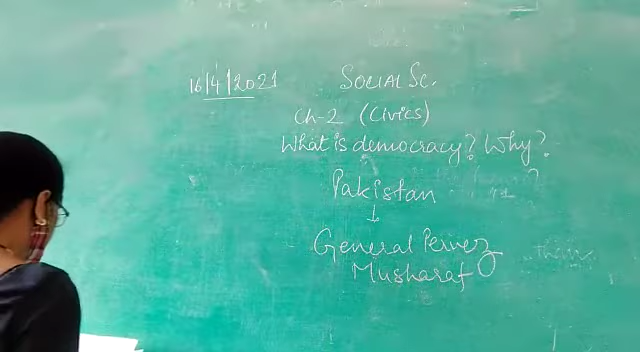 16/4/2021
SOCIAL Sc.
Ch-2 (Civics)
What is democracy? Why?
Pakistan
↓
General Pervez
Musharaf